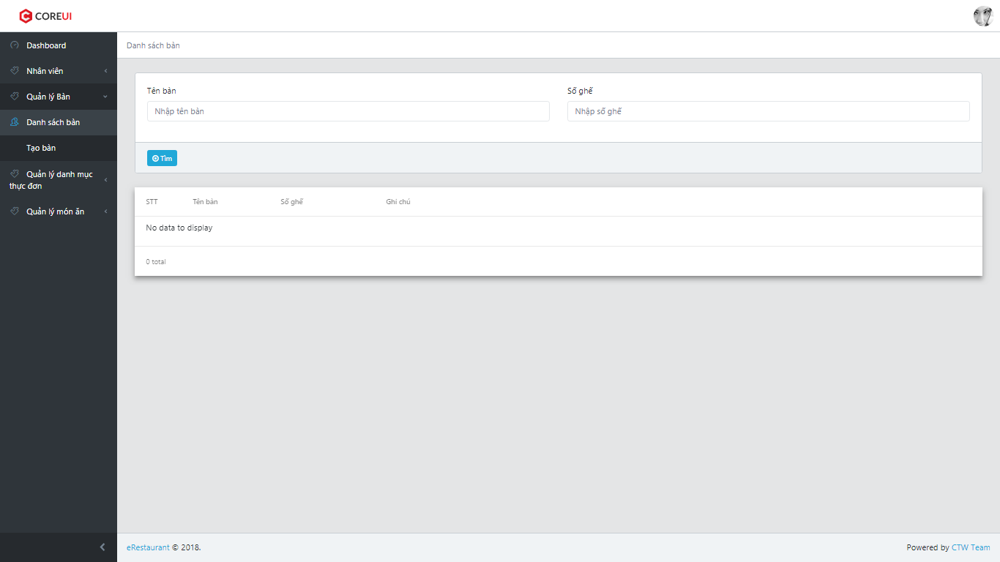 COREUI
Dashboard
Nhân viên
Quản lý Bàn
Danh sách bàn
Tạo bàn
Quản lý danh mục
thực đơn
Quản lý món ăn
Danh sách bàn
Tên bàn
Số ghế
Nhập tên bàn
Nhập số ghế
Tìm
STT Tên bàn Số ghế Ghi chú
No data to display
0 total
eRestaurant © 2018.
Powered by CTW Team